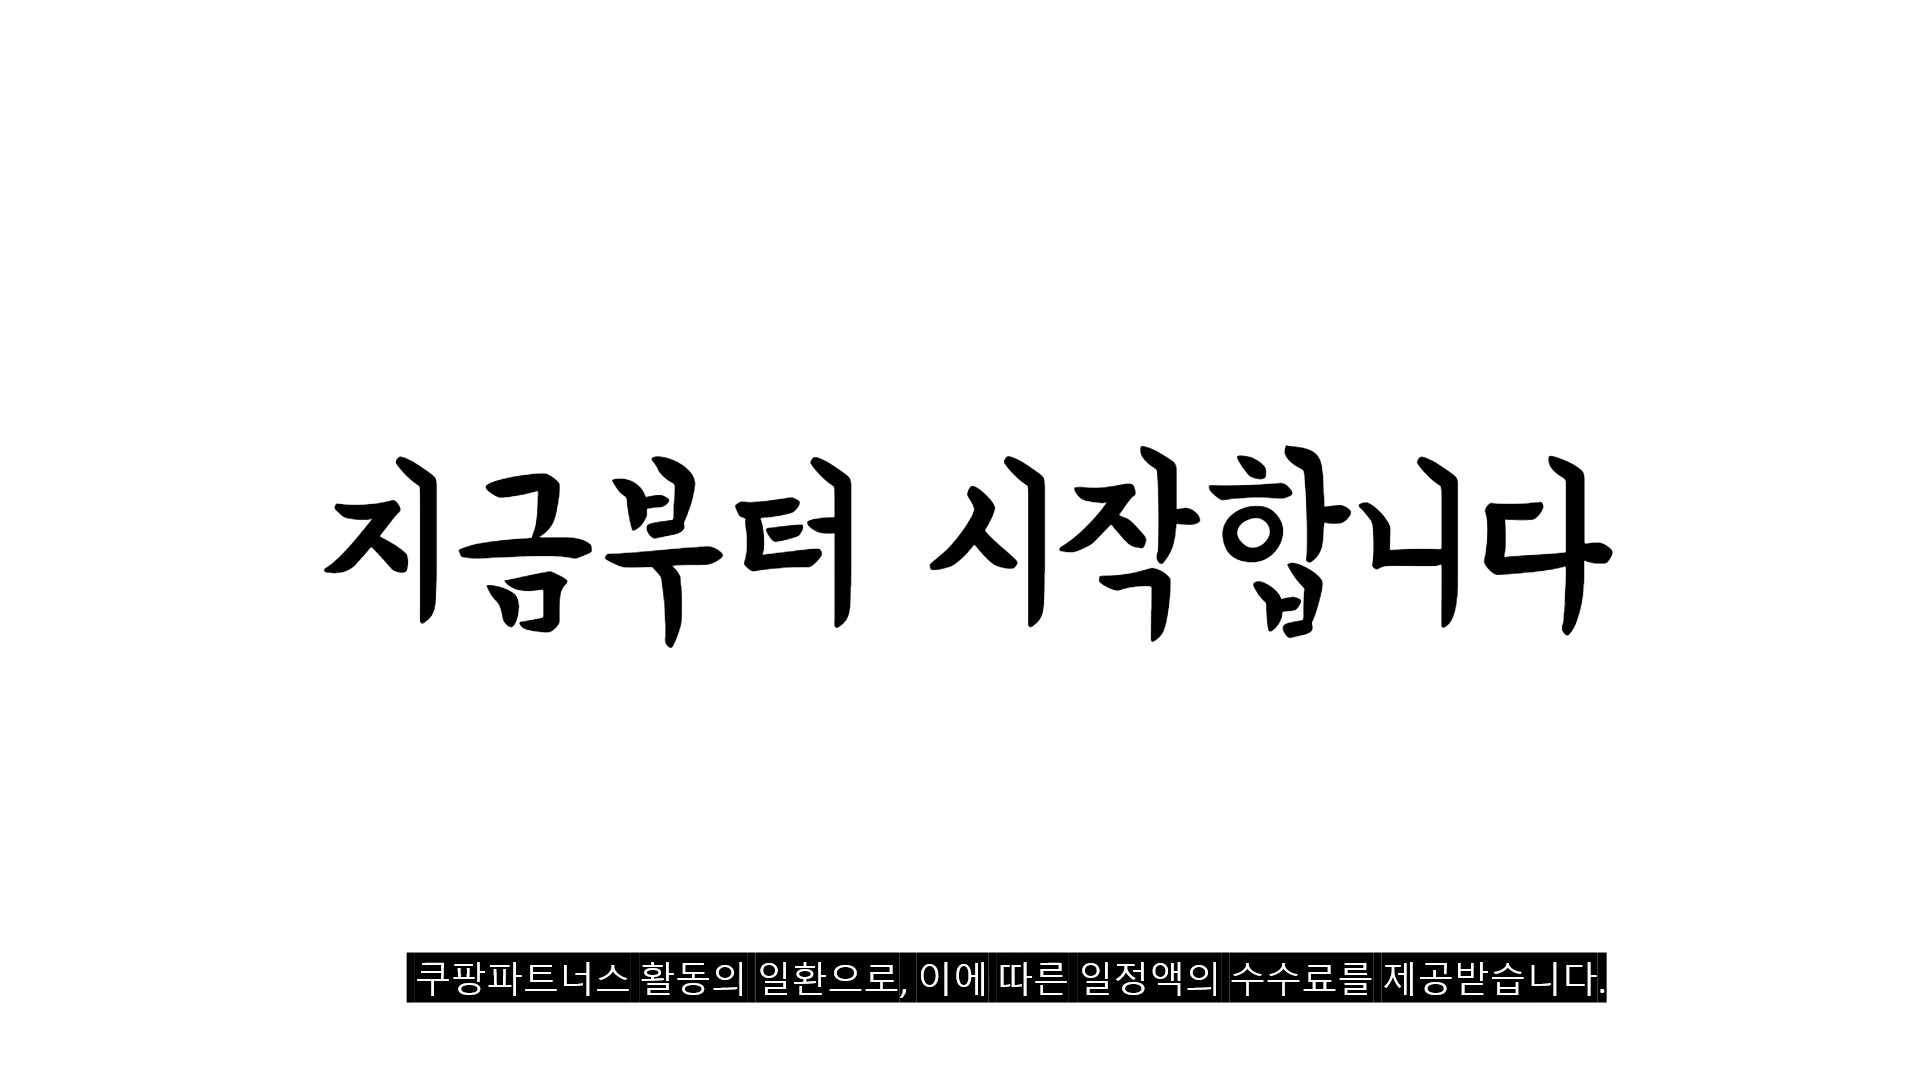 지금부터 시작합니다
쿠팡파트너스 활동의 일환으로, 이에 따른 일정액의 수수료를 제공받습니다.